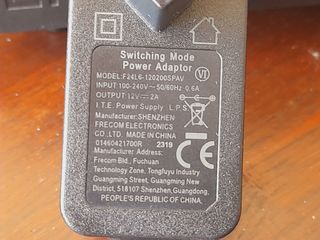 Switching Mode
Power Adaptor
VI
MODEL:F24L6-120200SPAV
INPUT:100-240V~50/60Hz 0.6A
OUTPUT:12V⎓2A
I.T.E. Power Supply L.P.S
Manufacturer: SHENZHEN
FRECOM ELECTRONICS
CO.,LTD. MADE IN CHINA
01460421700R 2319
CE
Manufacturer Address:
Frecom Bld., Fuchuan
Technology Zone, Tongfuyu Industry
Guangming Street, Guangming New
District, 518107 Shenzhen,Guangdong,
PEOPLE'S REPUBLIC OF CHINA.